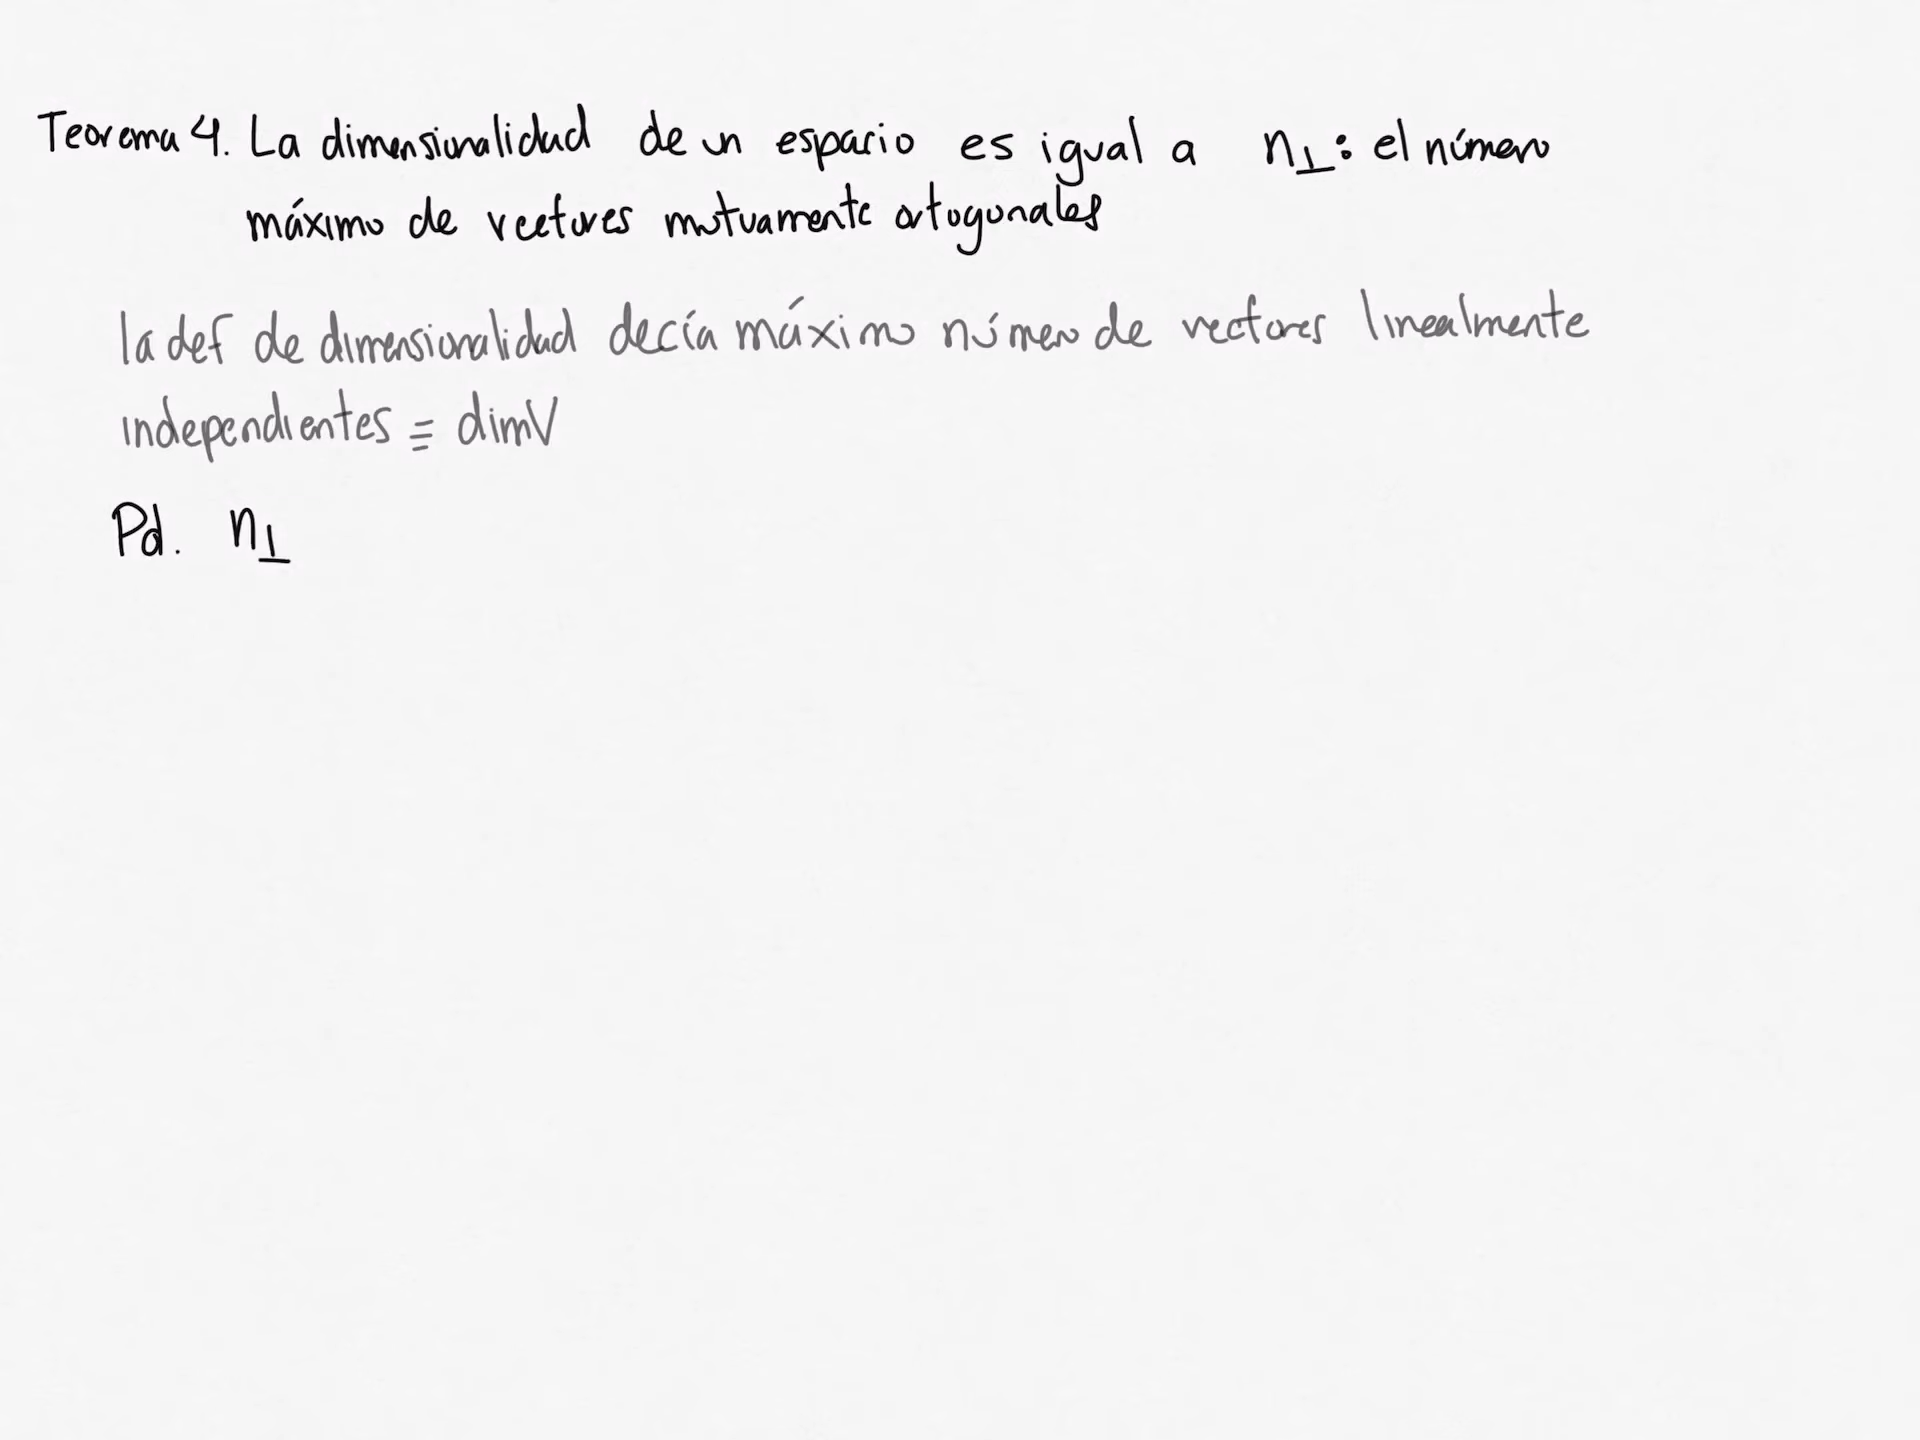 Teorema 4. La dimensionalidad de un espacio es igual a n⊥: el número
máximo de vectores mutuamente ortogonales
la def de dimensionalidad decía máximo número de vectores linealmente
independientes ≡ dimV
Pd. n⊥